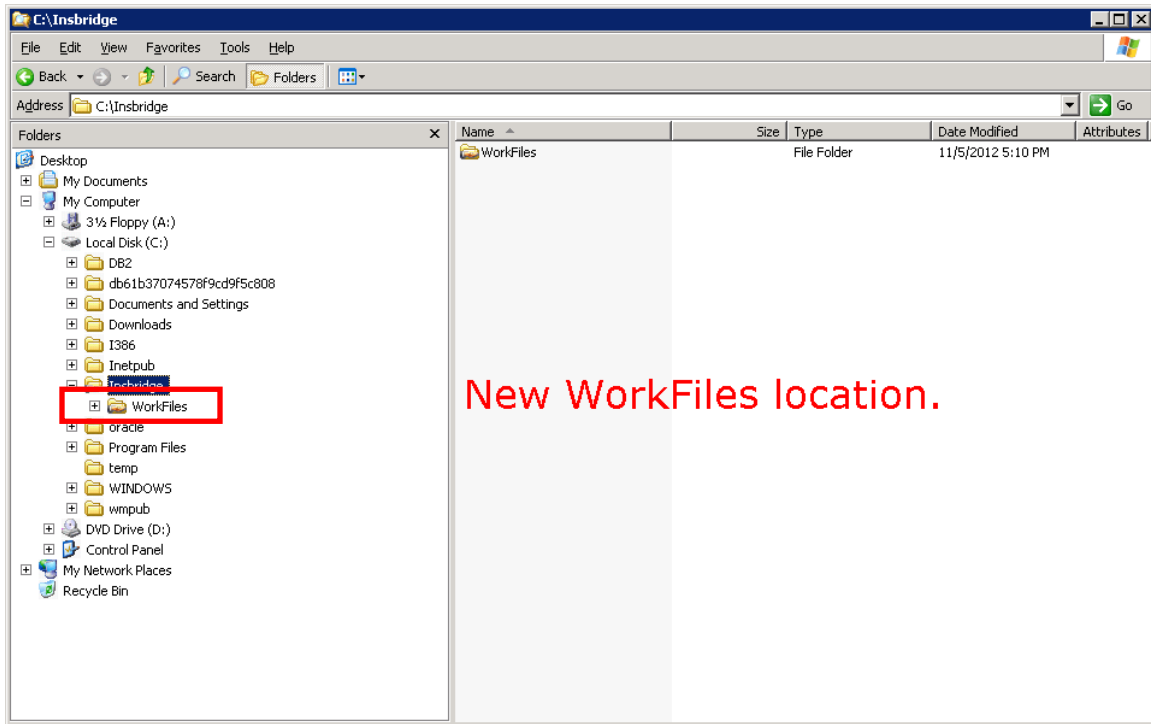 C:\Insbridge
File Edit View Favorites Tools Help
Back Search Folders
Address C:\Insbridge Go
Folders
Name Size Type Date Modified Attributes
WorkFiles File Folder 11/5/2012 5:10 PM
Desktop
My Documents
My Computer
3½ Floppy (A:)
Local Disk (C:)
DB2
db61b37074578f9cd9f5c808
Documents and Settings
Downloads
I386
Inetpub
Insbridge
WorkFiles
New WorkFiles location.
oracle
Program Files
temp
WINDOWS
wmpub
DVD Drive (D:)
Control Panel
My Network Places
Recycle Bin